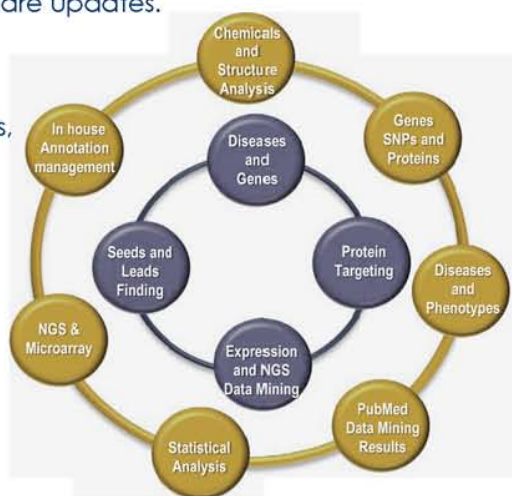 are updates.
s,
Chemicals
and
Structure
Analysis
In house
Annotation
management
Genes
SNPs and
Proteins
Diseases
and
Genes
Seeds and
Leads
Finding
Protein
Targeting
Diseases
and
Phenotypes
NGS &
Microarray
Expression
and NGS
Data Mining
PubMed
Data Mining
Results
Statistical
Analysis